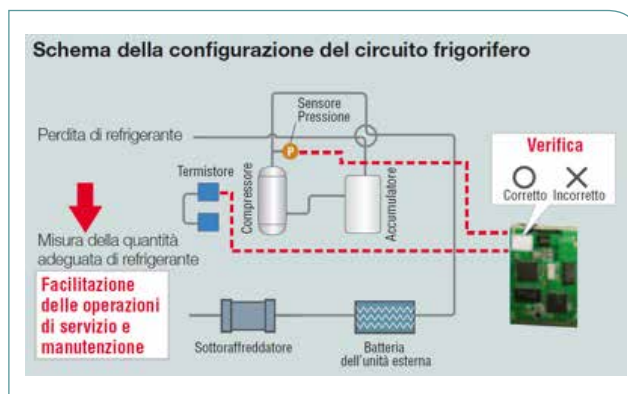 Schema della configurazione del circuito frigorifero
Sensore
Pressione
Perdita di refrigerante
P
Verifica
Corretto
Incorretto
Termistore
Compressore
Accumulatore
Misura della quantità
adeguata di refrigerante
Facilitazione
delle operazioni
di servizio e
manutenzione
Sottoraffreddatore
Batteria
dell'unità esterna